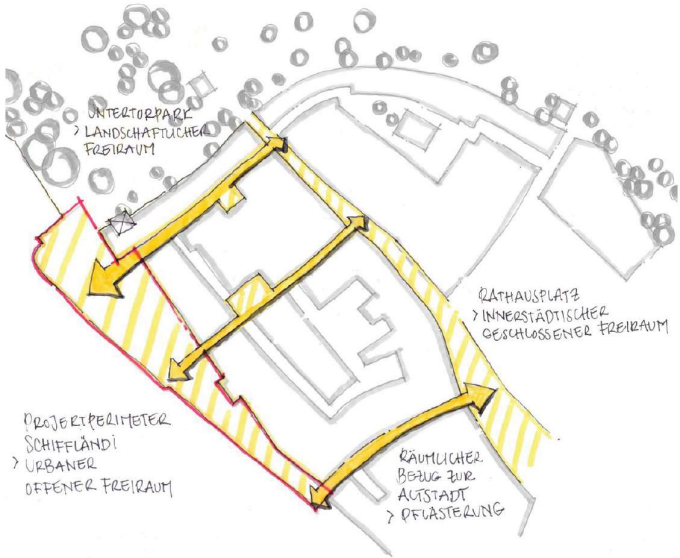 UNTERTORPARK
> LANDSCHAFTLICHER
FREIRAUM
RATHAUSPLATZ
> INNERSTÄDTISCHER
GESCHLOSSENER FREIRAUM
PROJEKTPERIMETER
SCHIFFLÄNDI
> URBANER
OFFENER FREIRAUM
RÄUMLICHER
BEZUG ZUR
ALTSTADT
> PFLÄSTERUNG